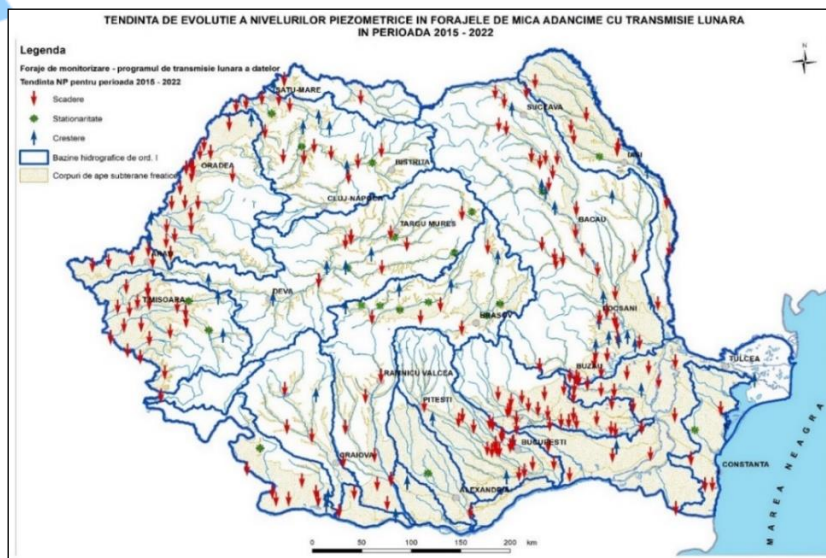 TENDINTA DE EVOLUTIE A NIVELURILOR PIEZOMETRICE IN FORAJELE DE MICA ADANCIME CU TRANSMISIE LUNARA
IN PERIOADA 2015 - 2022
Legenda
Foraje de monitorizare - programul de transmisie lunara a datelor
Tendinta NP pentru perioada 2015 - 2022
Scadere
Stationaritate
Crestere
Bazine hidrografice de ord. I
Corpuri de ape subterane freatice
SATU-MARE
SUCEAVA
ORADEA
BISTRITA
IASI
CLUJ-NAPOCA
TARGU MURES
BACAU
ARAD
DEVA
TIMISOARA
BRASOV
FOCSANI
TULCEA
RAMNICU VALCEA
BUZAU
PITESTI
BUCURESTI
CRAIOVA
CONSTANTA
ALEXANDRIA
MAREA NEAGRA
0 50 100 150 200 km
N